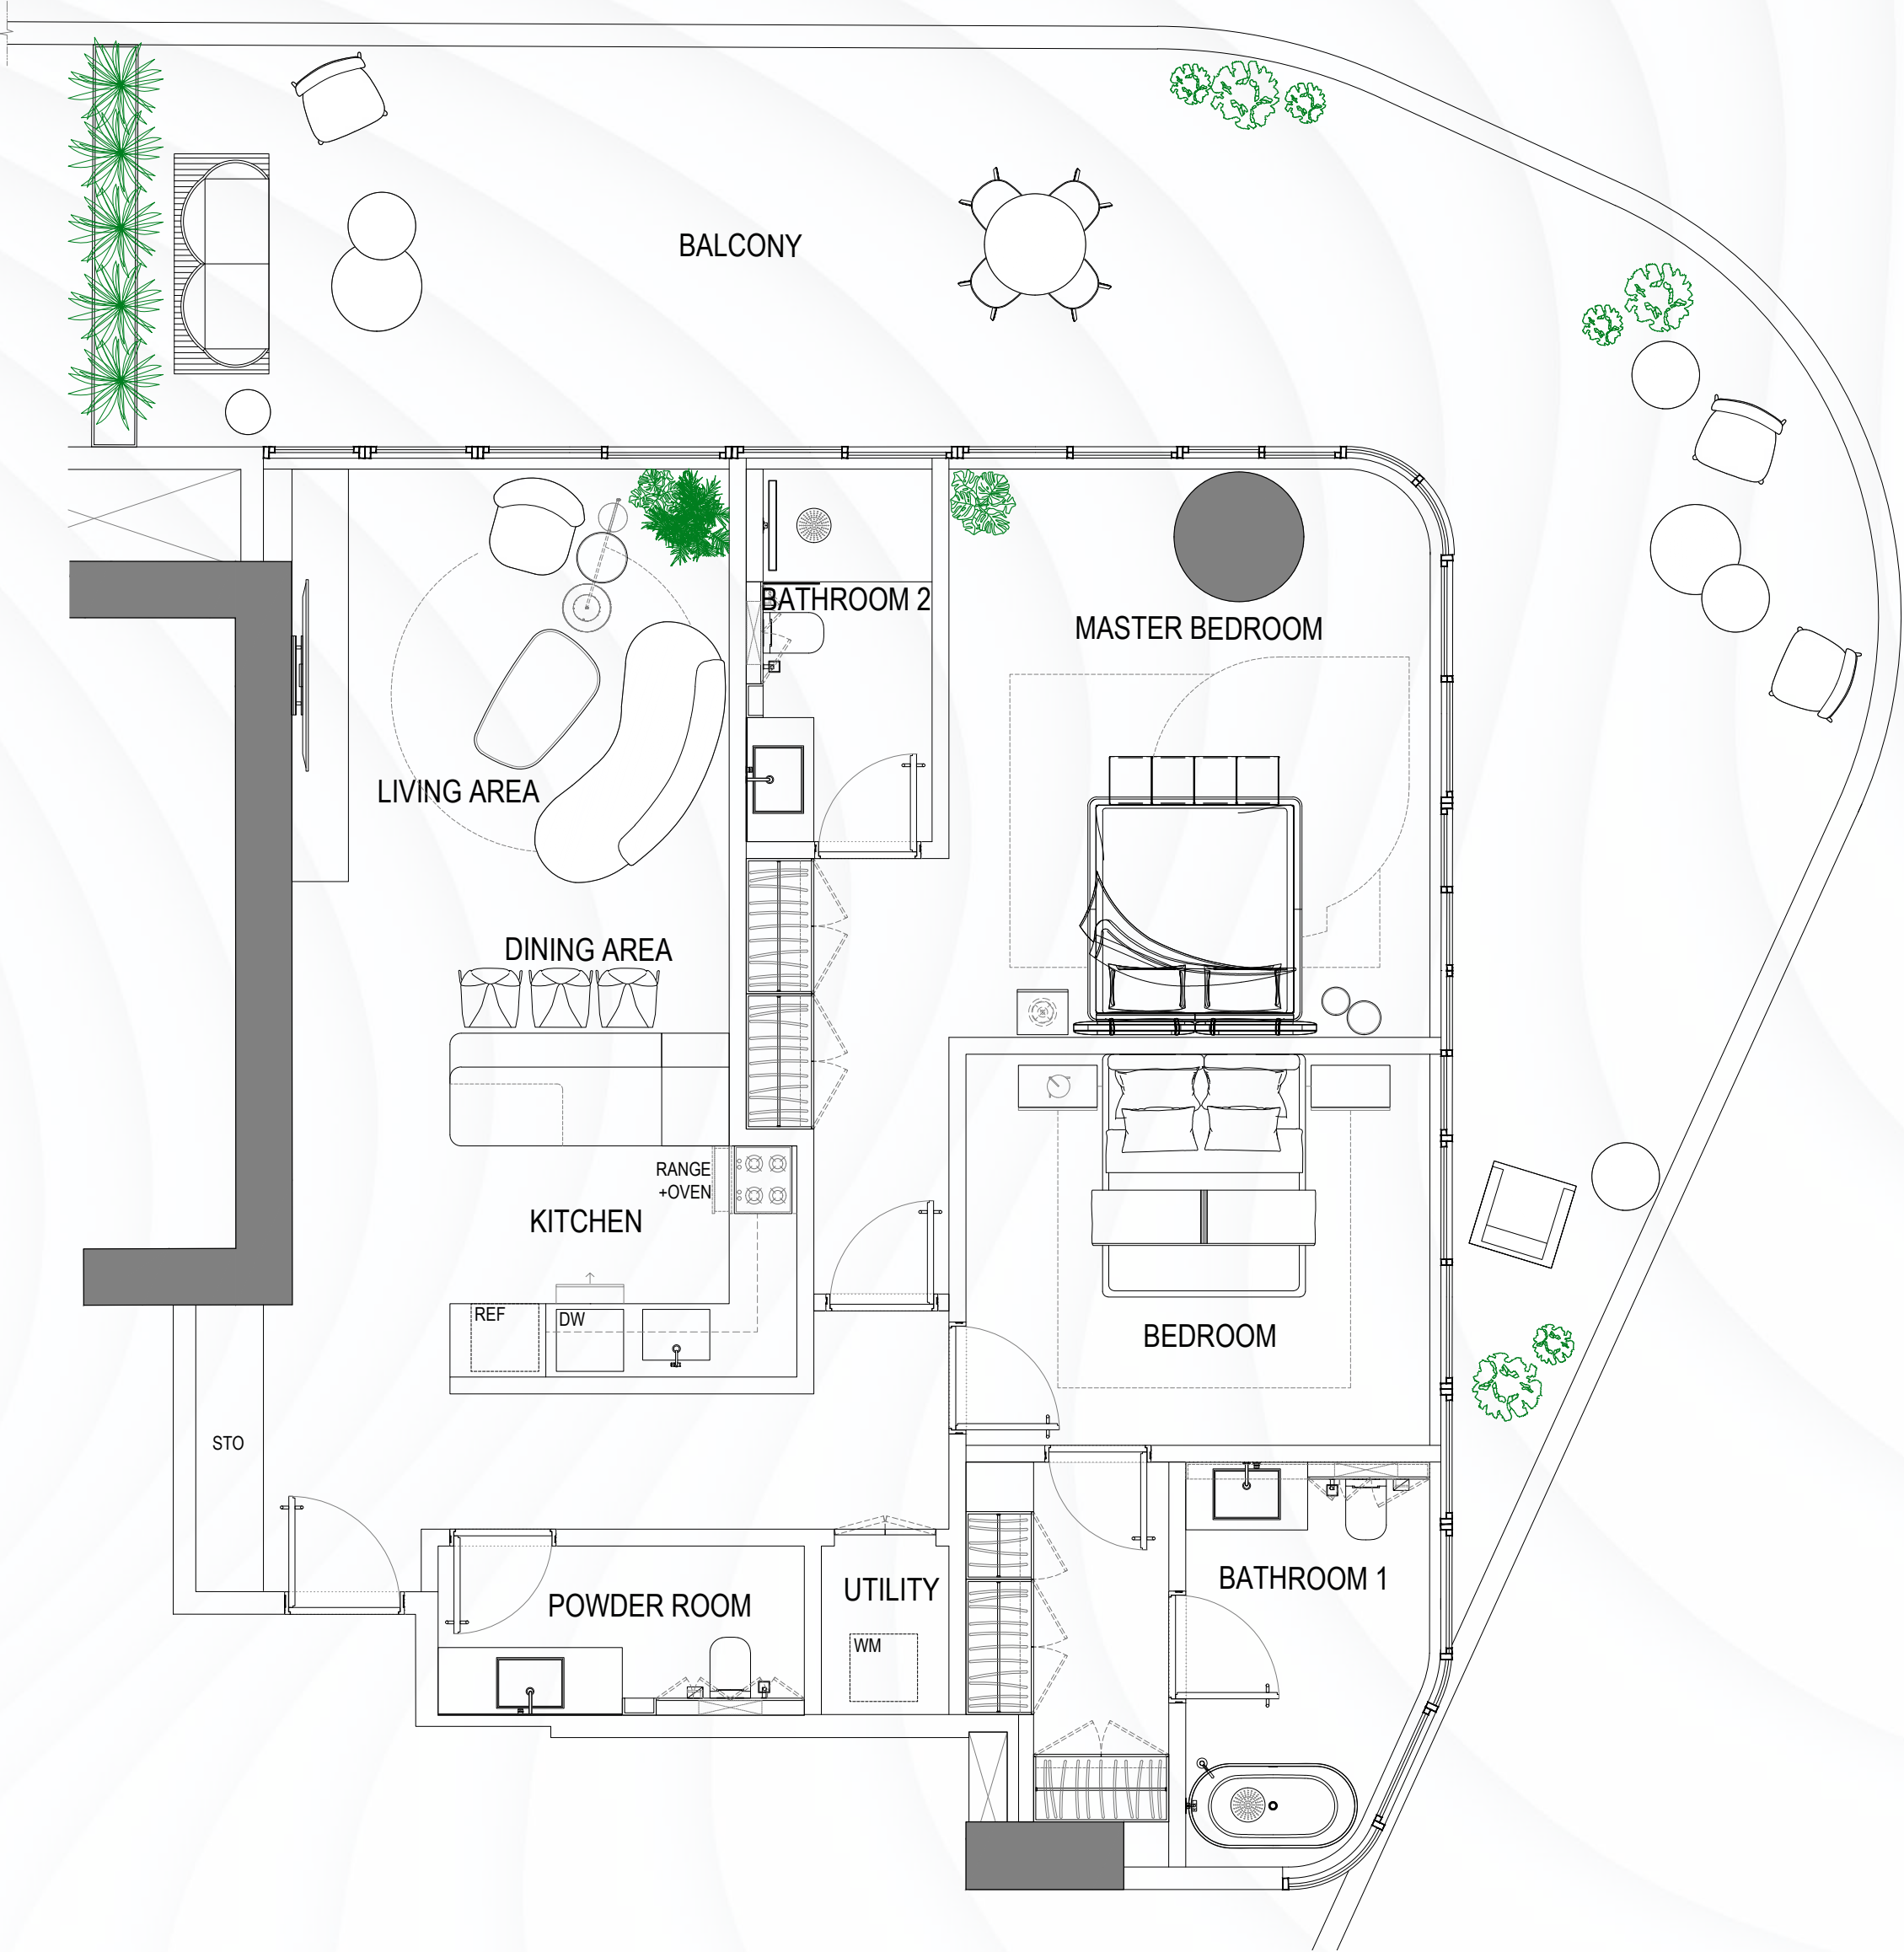 BALCONY
BATHROOM 2
MASTER BEDROOM
LIVING AREA
DINING AREA
RANGE
+OVEN
KITCHEN
REF
DW
BEDROOM
STO
BATHROOM 1
UTILITY
POWDER ROOM
WM